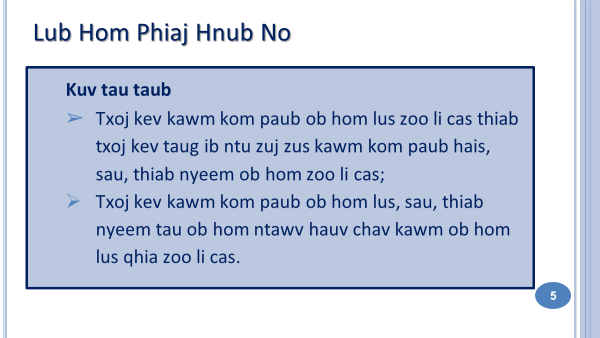 Lub Hom Phiaj Hnub No
Kuv tau taub
➢ Txoj kev kawm kom paub ob hom lus zoo li cas thiab
txoj kev taug ib ntu zuj zus kawm kom paub hais,
sau, thiab nyeem ob hom zoo li cas;
➢ Txoj kev kawm kom paub ob hom lus, sau, thiab
nyeem tau ob hom ntawv hauv chav kawm ob hom
lus qhia zoo li cas.
5